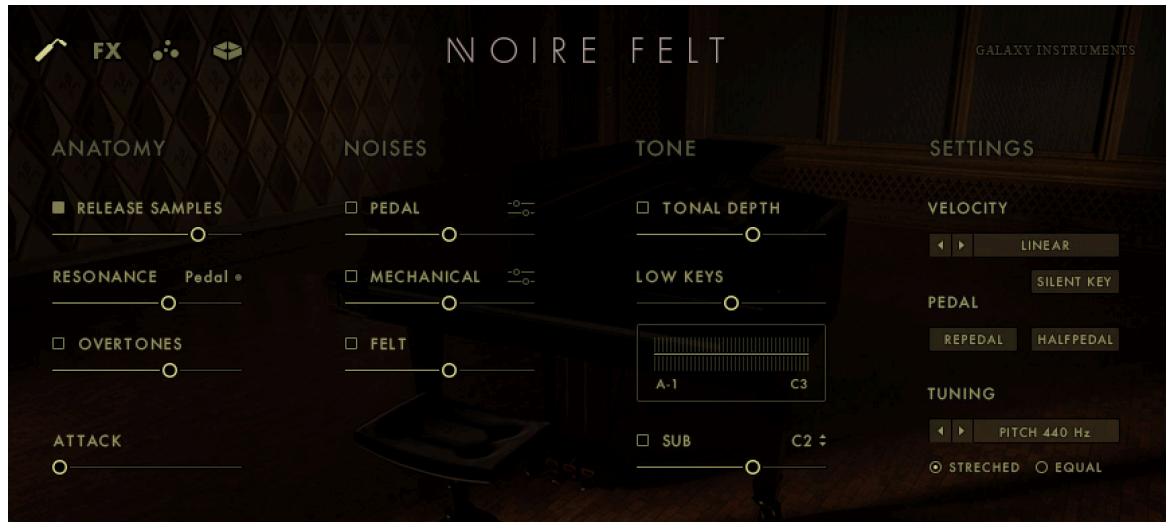 FX
NOIRE FELT
GALAXY INSTRUMENTS
ANATOMY
RELEASE SAMPLES
RESONANCE Pedal
OVERTONES
ATTACK
NOISES
PEDAL
MECHANICAL
FELT
TONE
TONAL DEPTH
LOW KEYS
A-1 C3
SUB C2
SETTINGS
VELOCITY
LINEAR
SILENT KEY
PEDAL
REPEDAL HALFPEDAL
TUNING
PITCH 440 Hz
STRECHED EQUAL